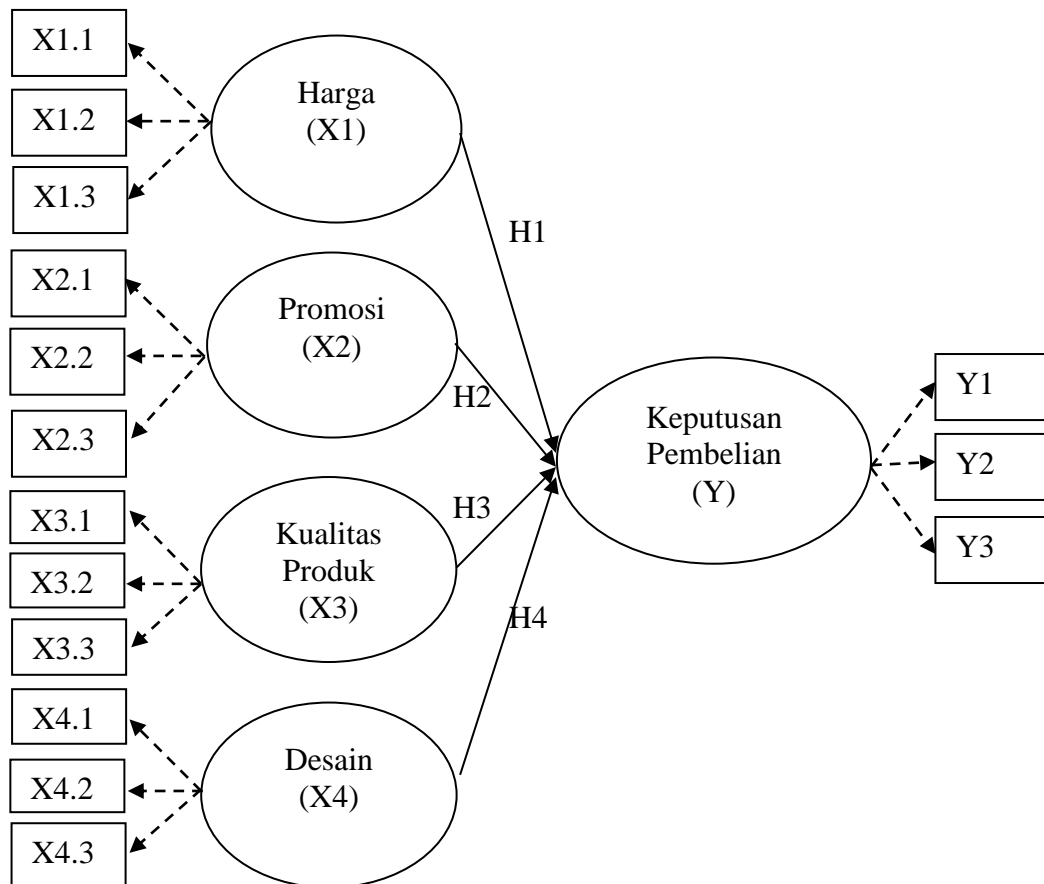 X1.1
X1.2
X1.3
Harga
(X1)
H1
X2.1
X2.2
X2.3
Promosi
(X2)
H2
X3.1
X3.2
X3.3
Kualitas
Produk
(X3)
H3
X4.1
X4.2
X4.3
Desain
(X4)
H4
Keputusan
Pembelian
(Y)
Y1
Y2
Y3